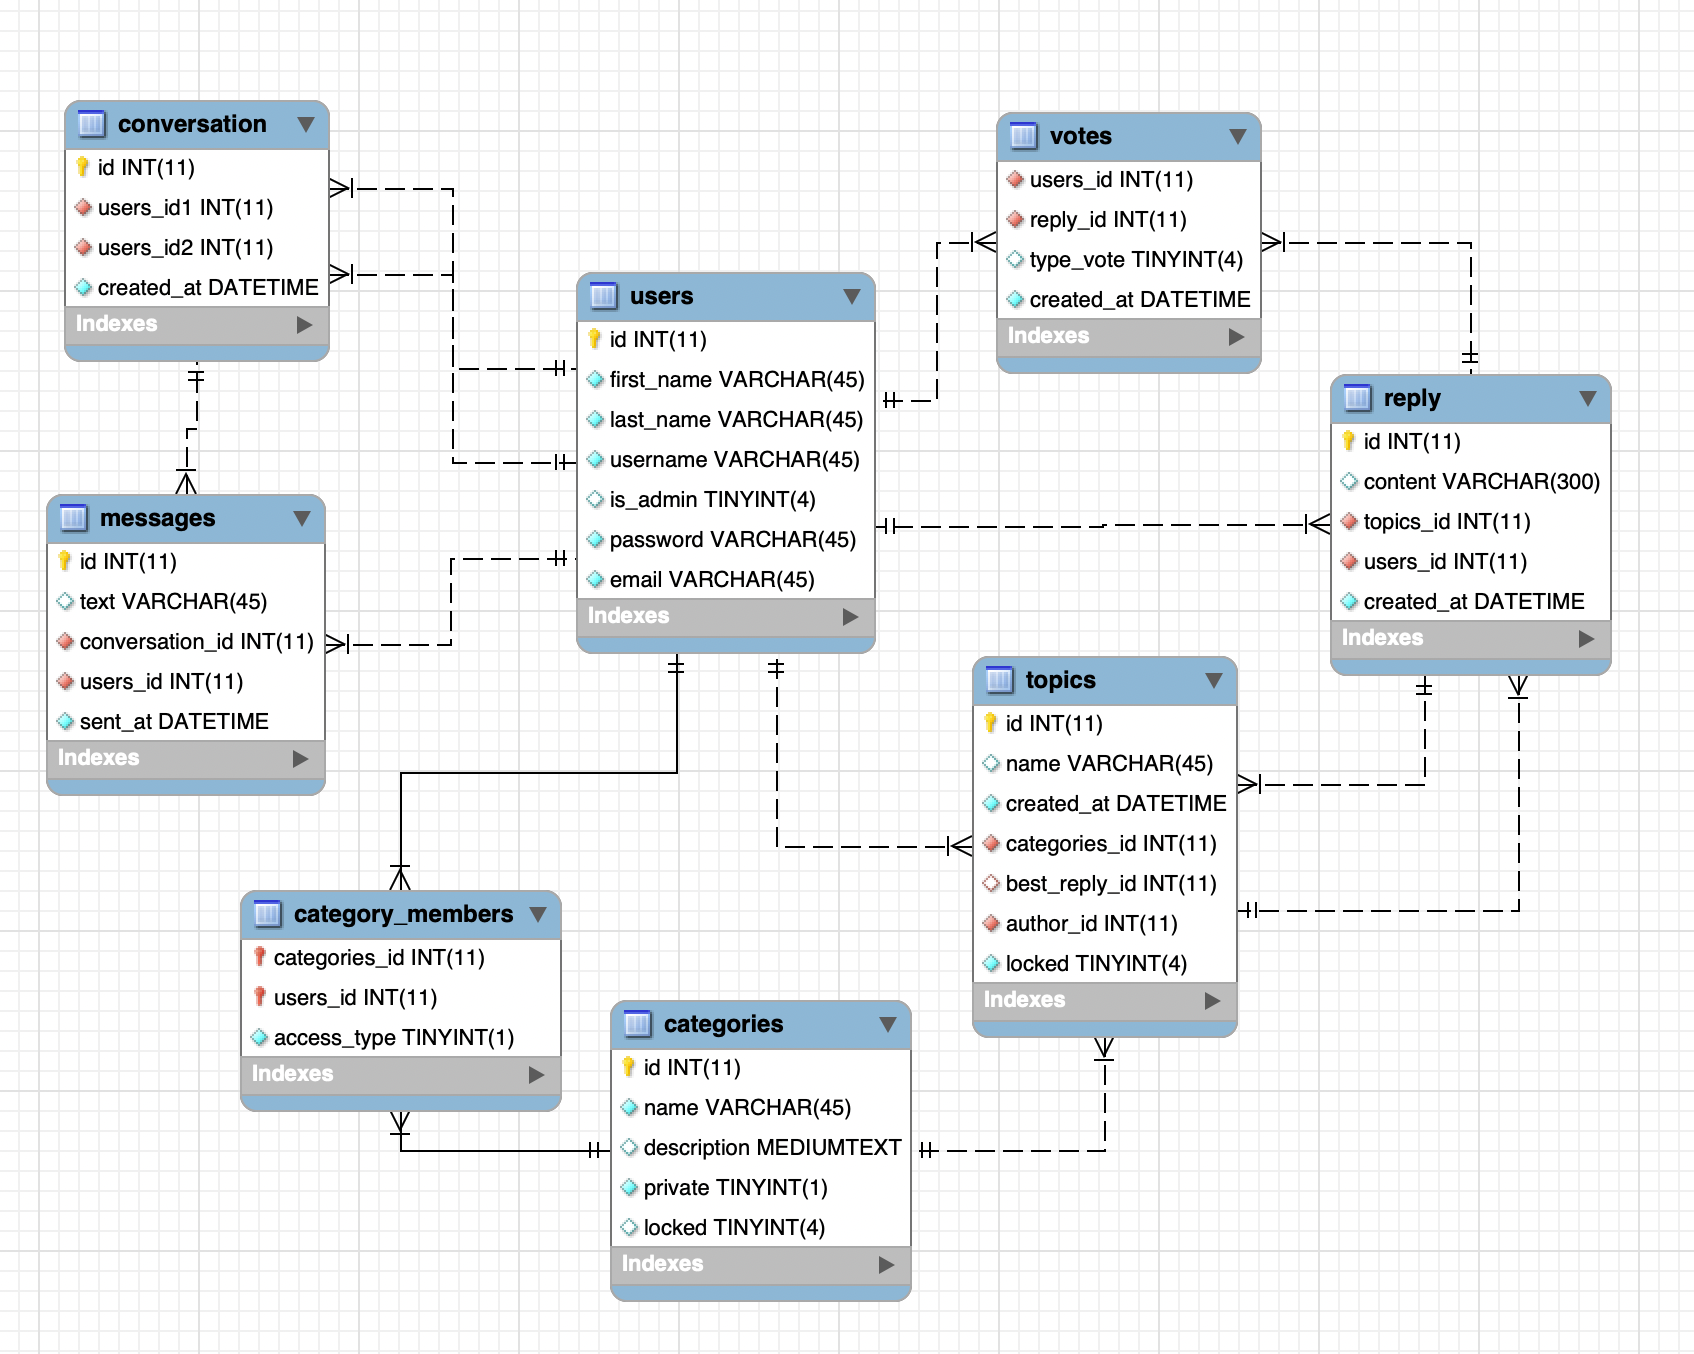 conversation
id INT(11)
users_id1 INT(11)
users_id2 INT(11)
created_at DATETIME
Indexes
votes
users_id INT(11)
reply_id INT(11)
type_vote TINYINT(4)
created_at DATETIME
Indexes
users
id INT(11)
first_name VARCHAR(45)
last_name VARCHAR(45)
username VARCHAR(45)
is_admin TINYINT(4)
password VARCHAR(45)
email VARCHAR(45)
Indexes
reply
id INT(11)
content VARCHAR(300)
topics_id INT(11)
users_id INT(11)
created_at DATETIME
Indexes
messages
id INT(11)
text VARCHAR(45)
conversation_id INT(11)
users_id INT(11)
sent_at DATETIME
Indexes
topics
id INT(11)
name VARCHAR(45)
created_at DATETIME
categories_id INT(11)
best_reply_id INT(11)
author_id INT(11)
locked TINYINT(4)
Indexes
category_members
categories_id INT(11)
users_id INT(11)
access_type TINYINT(1)
Indexes
categories
id INT(11)
name VARCHAR(45)
description MEDIUMTEXT
private TINYINT(1)
locked TINYINT(4)
Indexes